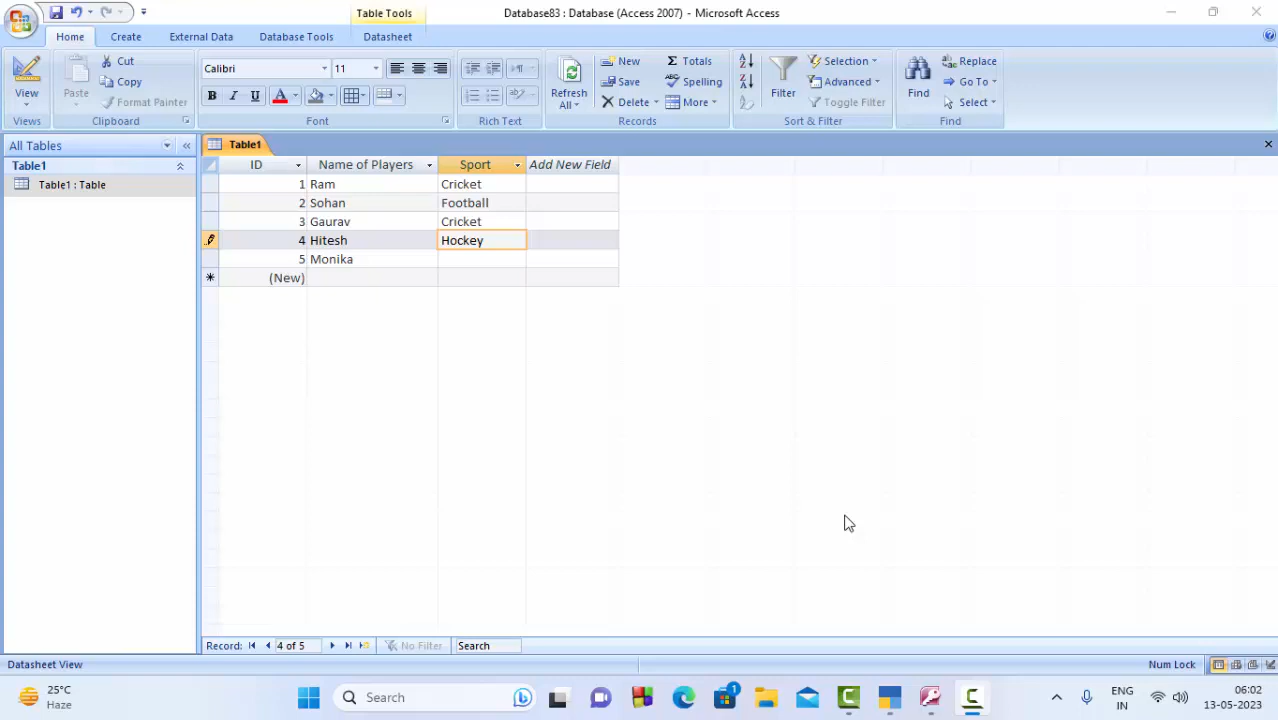 Table Tools
Database83 : Database (Access 2007) - Microsoft Access
Home Create External Data Database Tools Datasheet
View
Views
Paste
Cut
Copy
Format Painter
Clipboard
Calibri 11
B I U A
Font
Rich Text
Refresh All
New
Save
Delete
Totals
Spelling
More
Records
Filter
Selection
Advanced
Toggle Filter
Sort & Filter
Find
Replace
Go To
Select
Find
All Tables
Table1
Table1 : Table
Table1
ID Name of Players Sport Add New Field
1 Ram Cricket
2 Sohan Football
3 Gaurav Cricket
4 Hitesh Hockey
5 Monika
(New)
Record: 4 of 5 No Filter Search
Datasheet View
Num Lock
25°C
Haze
Search
1
ENG
IN
06:02
13-05-2023